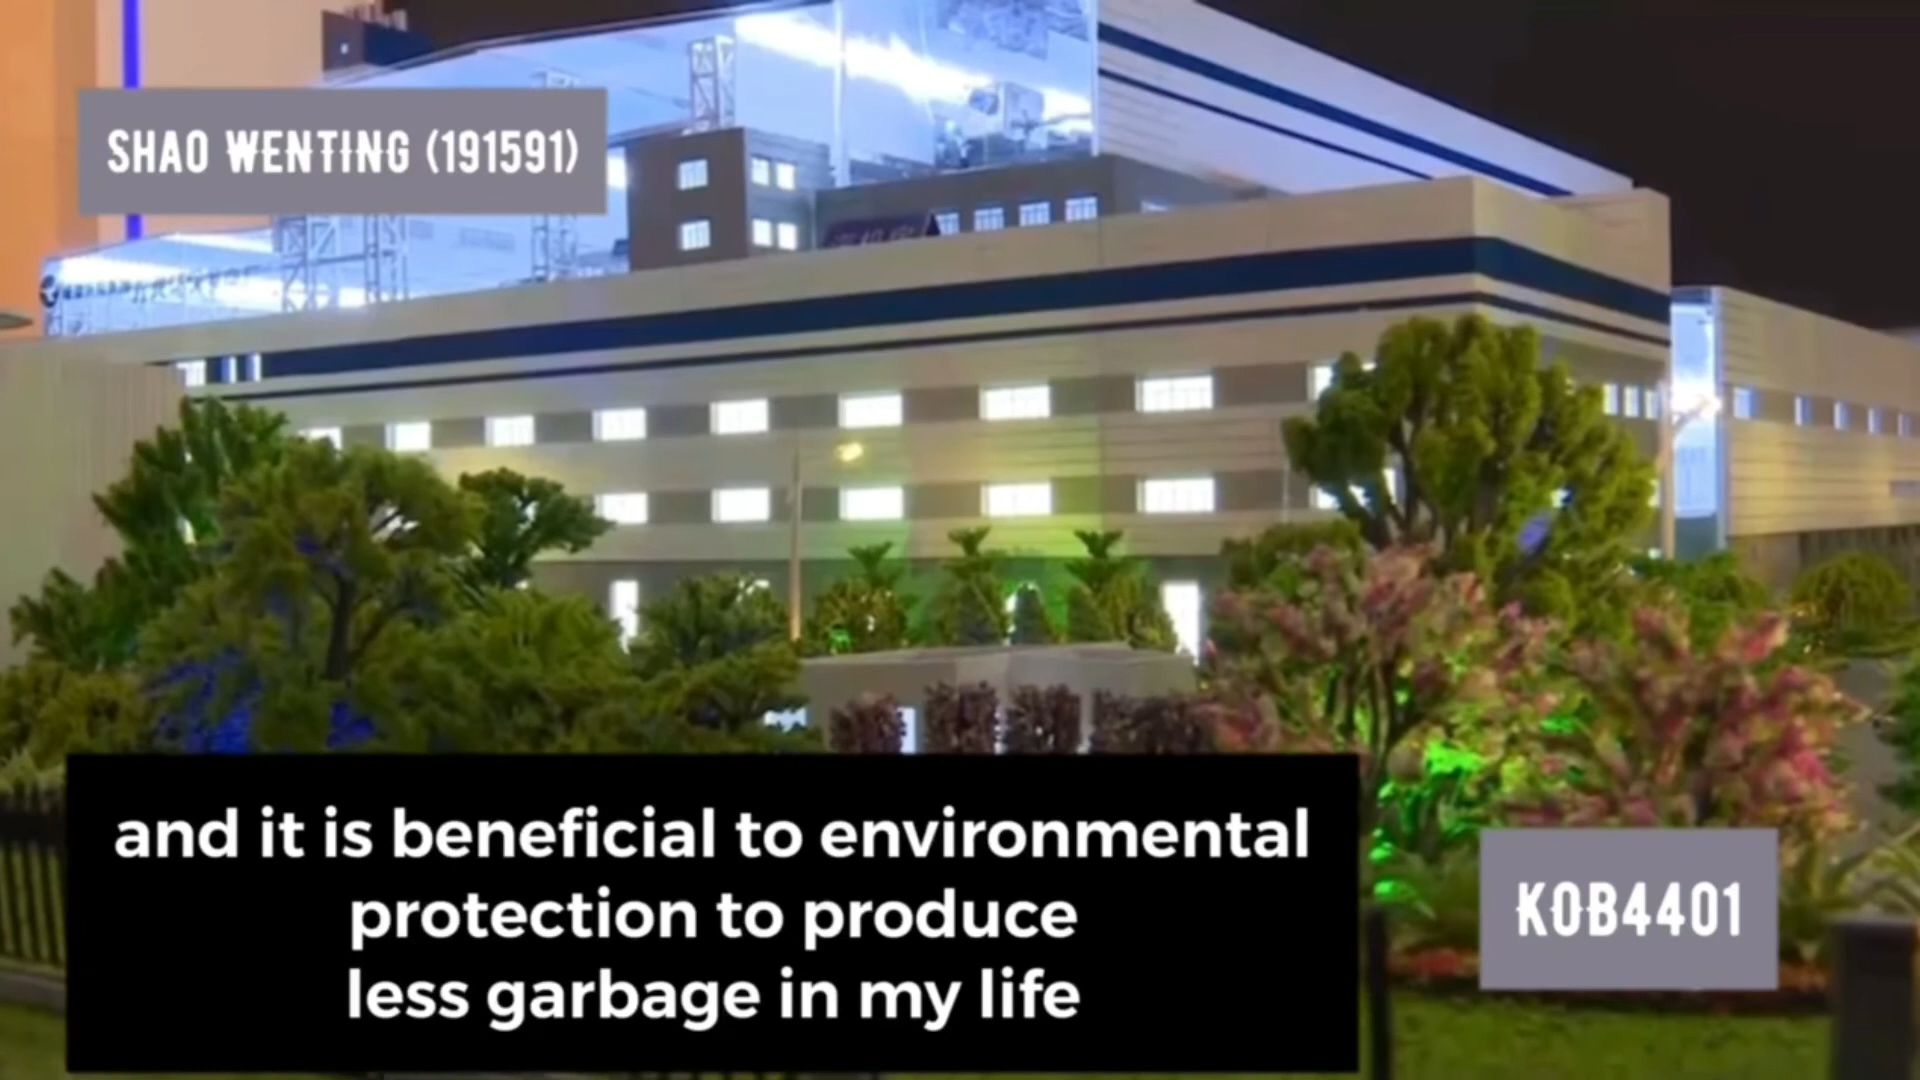 SHAO WENTING (191591)
and it is beneficial to environmental
protection to produce
less garbage in my life
KOB4401